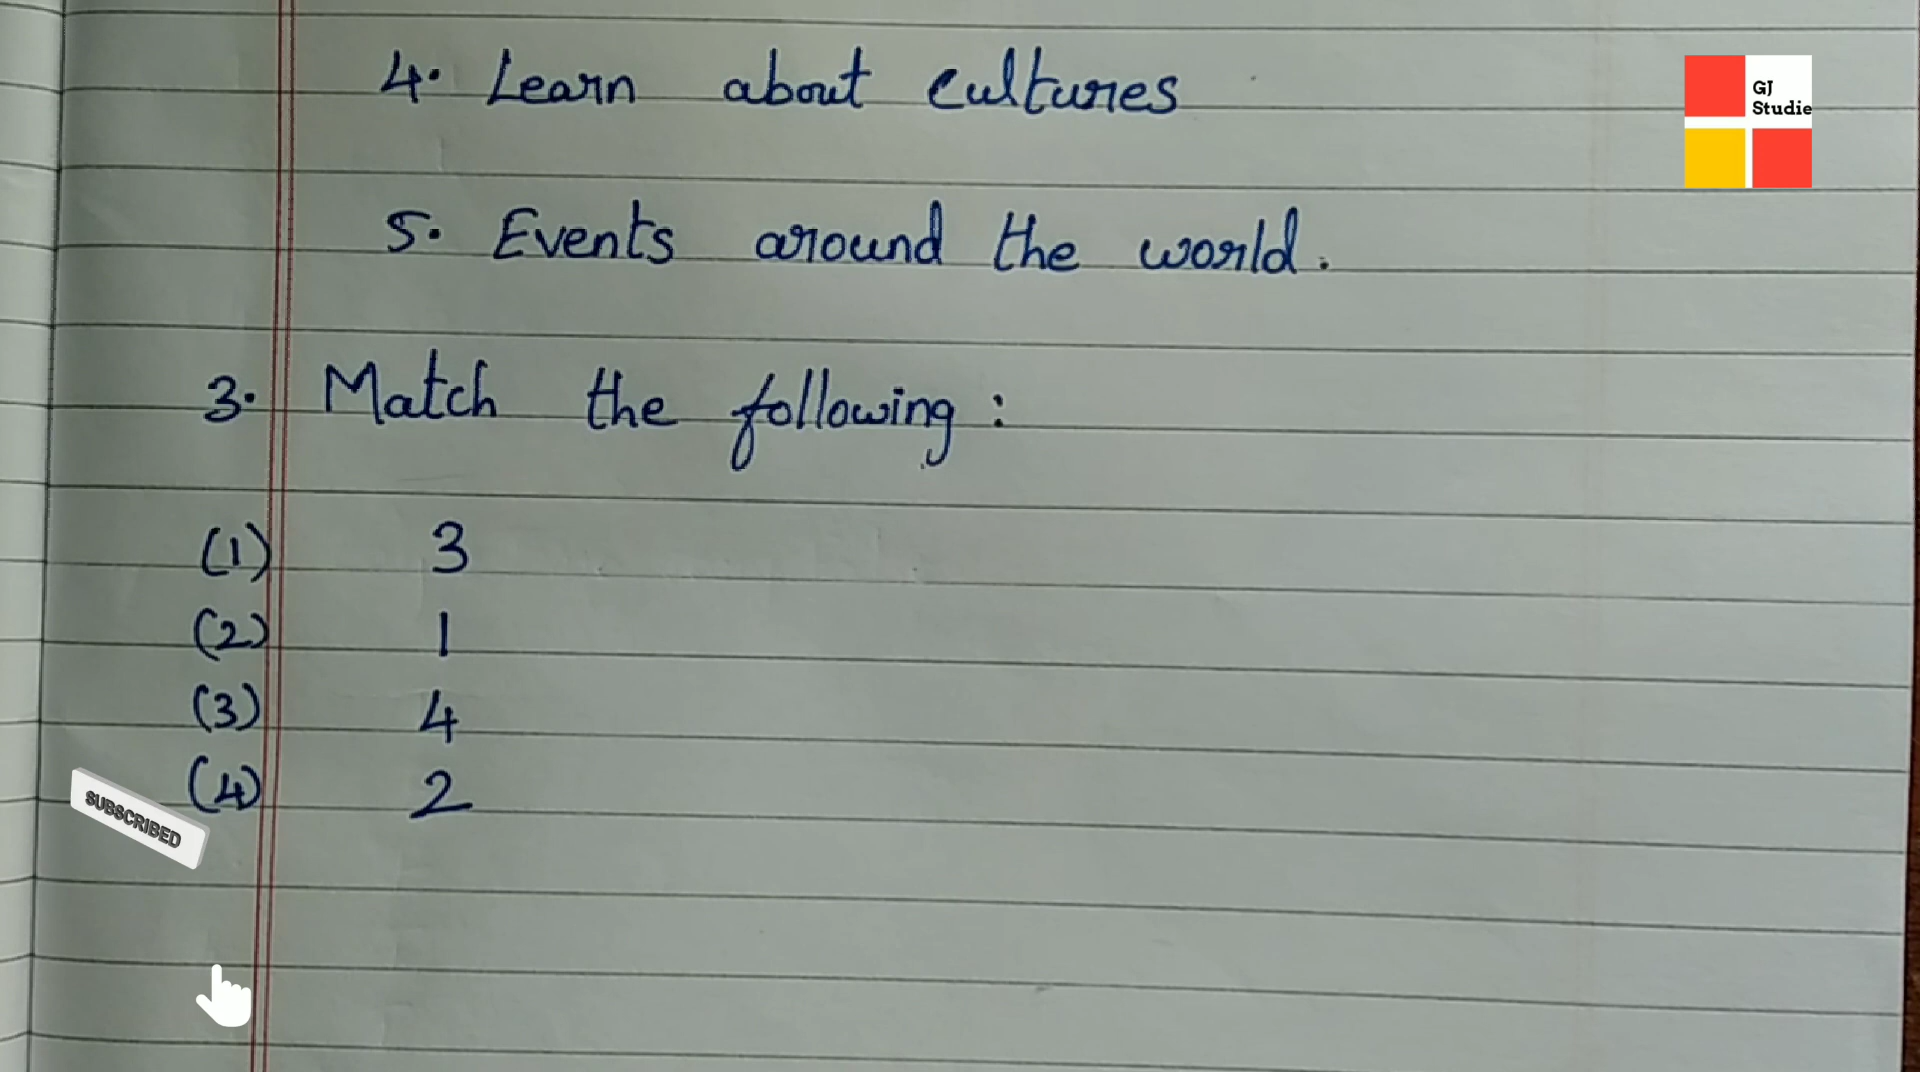 4. Learn about cultures
GJ
Studie
5. Events around the world.
3. Match the following :
(1) 3
(2) 1
(3) 4
(4) 2
SUBSCRIBED